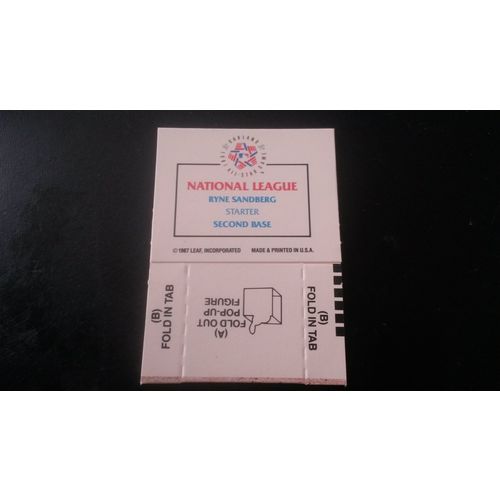 NATIONAL LEAGUE
RYNE SANDBERG
STARTER
SECOND BASE
© 1987 LEAF, INCORPORATED MADE & PRINTED IN U.S.A.
(B)
FOLD IN TAB
(A)
FOLD OUT
POP-UP
FIGURE
(B)
FOLD IN TAB